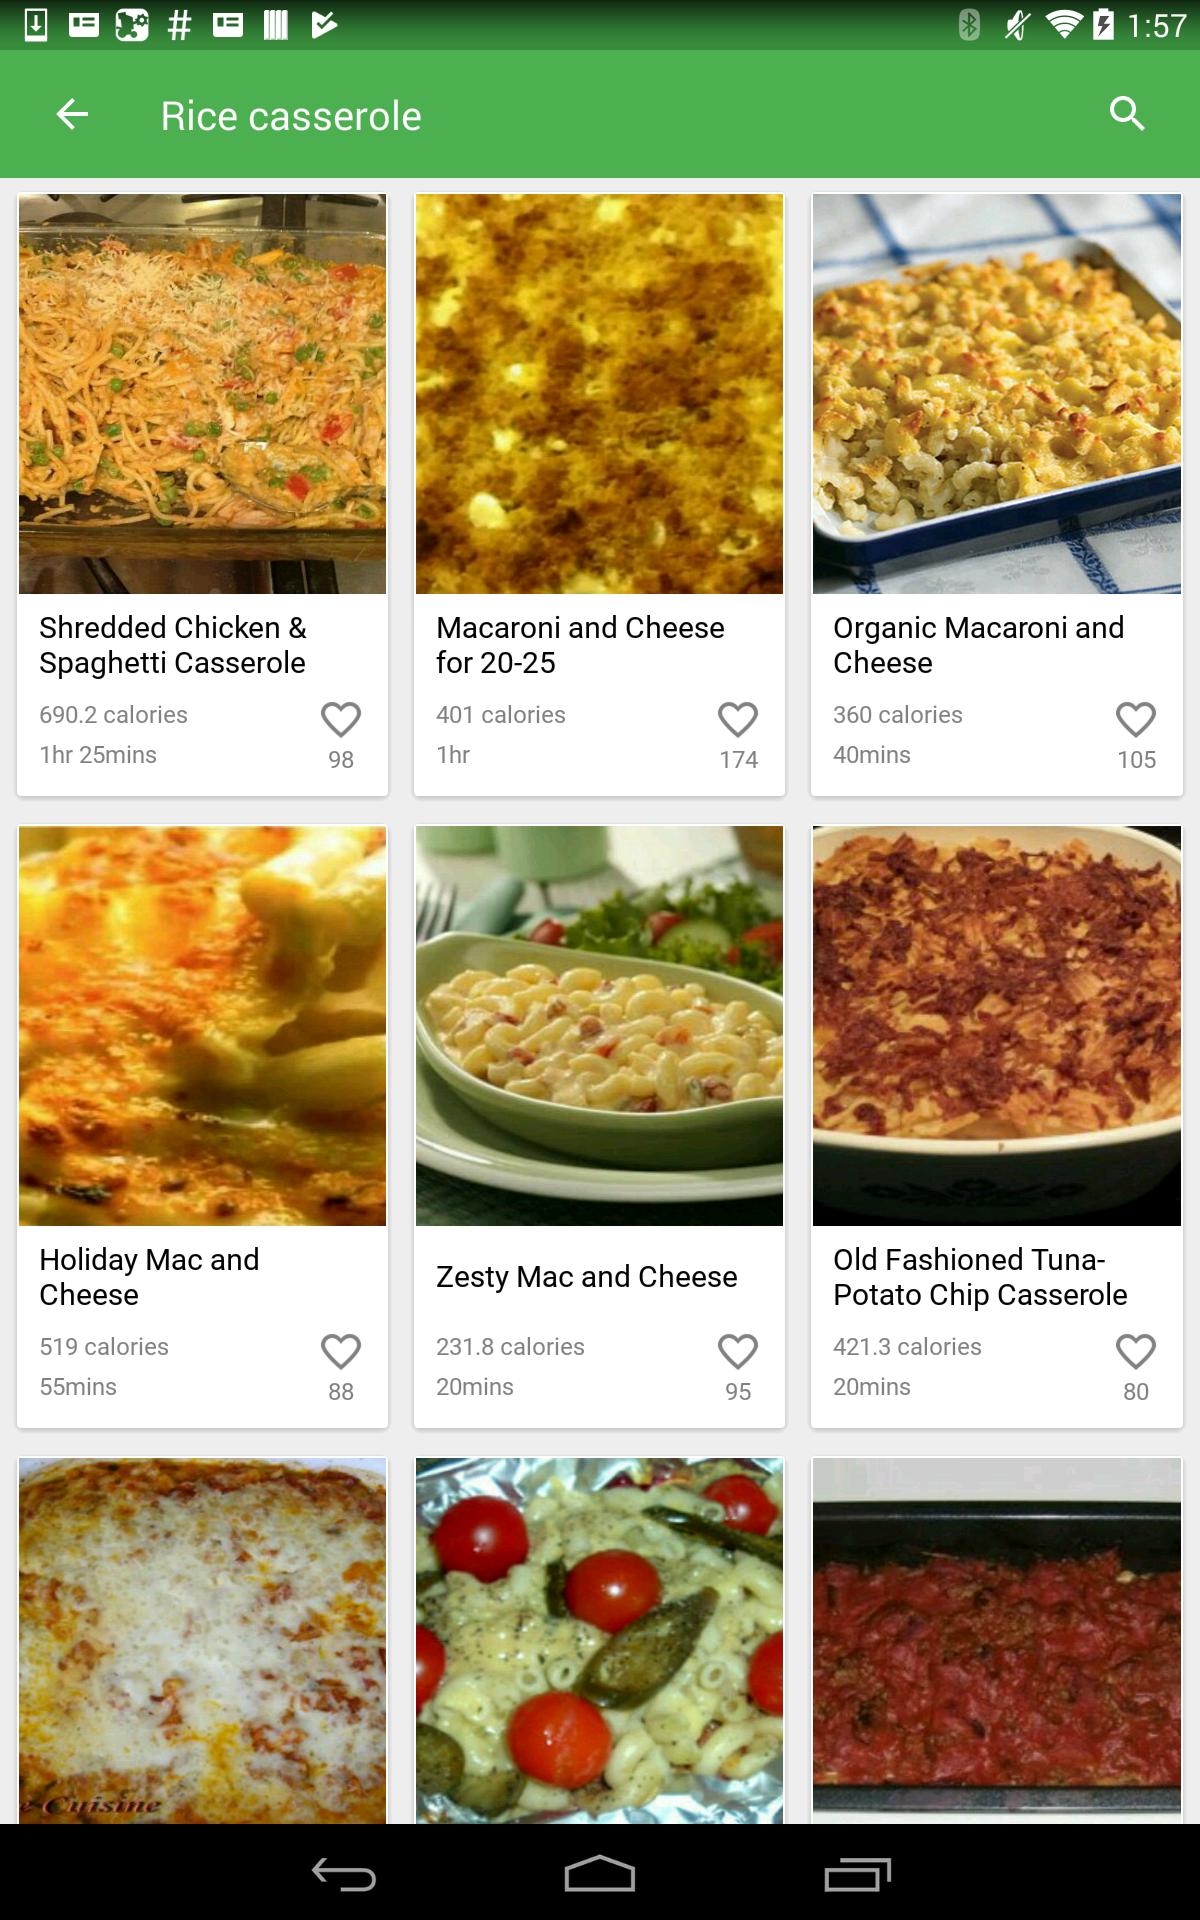 1:57
Rice casserole
Shredded Chicken &
Spaghetti Casserole
690.2 calories
1hr 25mins
98
Macaroni and Cheese
for 20-25
401 calories
1hr
174
Organic Macaroni and
Cheese
360 calories
40mins
105
Holiday Mac and
Cheese
519 calories
55mins
88
Zesty Mac and Cheese
231.8 calories
20mins
95
Old Fashioned Tuna-
Potato Chip Casserole
421.3 calories
20mins
80
e-Cuisine